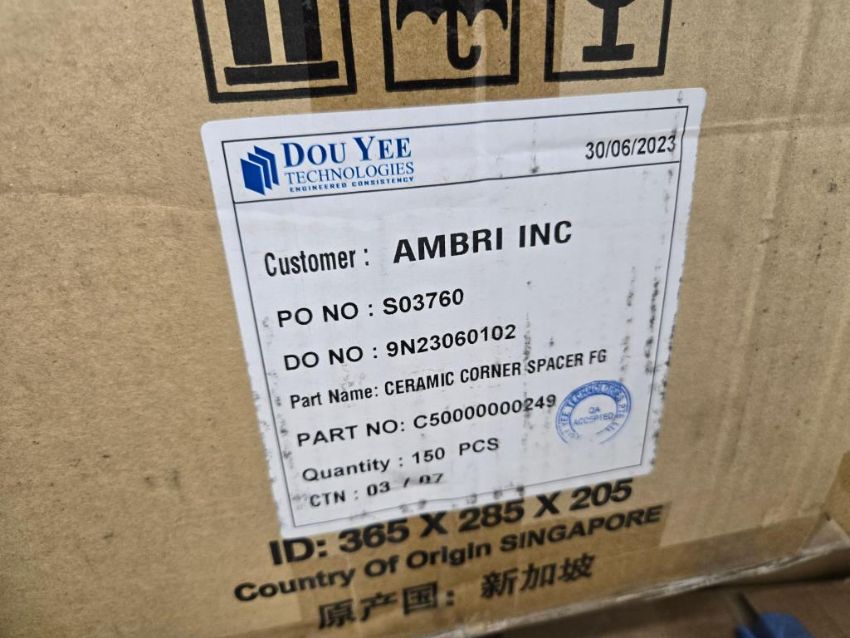 DOU YEE
TECHNOLOGIES
ENGINEERED CONSISTENCY
30/06/2023
Customer : AMBRI INC
PO NO : S03760
DO NO : 9N23060102
Part Name: CERAMIC CORNER SPACER FG
PART NO: C50000000249
QA
ACCEPTED
Quantity : 150 PCS
CTN : 03 / 07
ID: 365 X 285 X 205
Country Of Origin SINGAPORE
原产国：新加坡